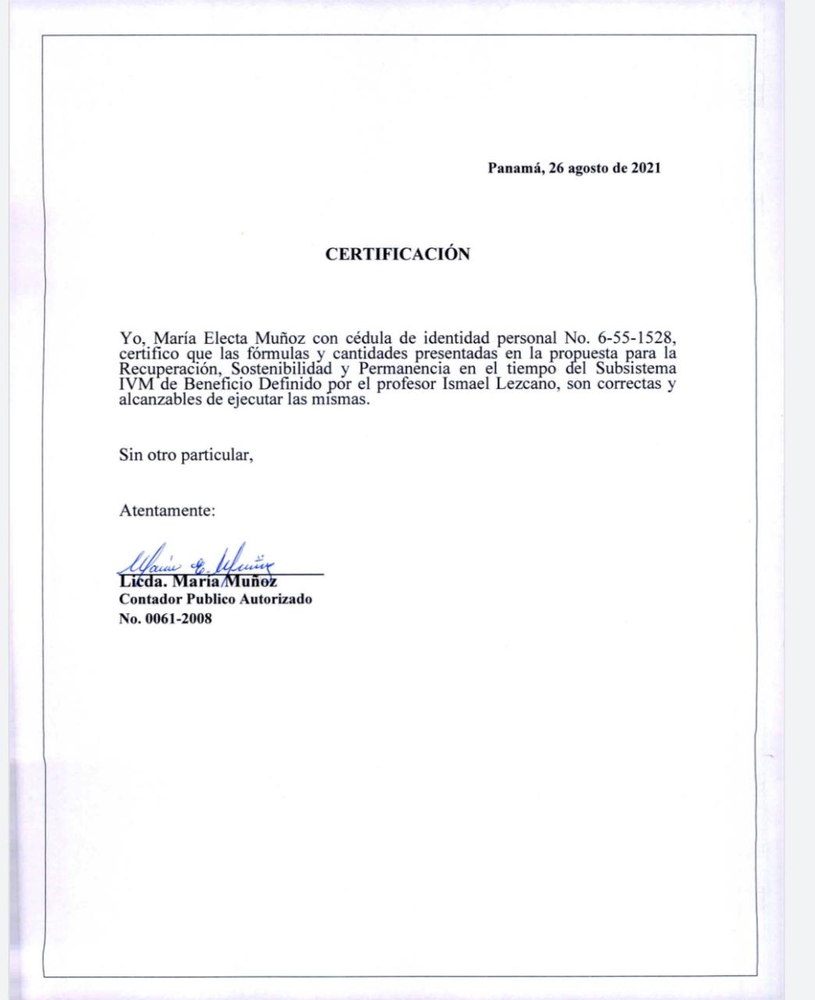 Panamá, 26 agosto de 2021
CERTIFICACIÓN
Yo, María Electa Muñoz con cédula de identidad personal No. 6-55-1528,
certifico que las fórmulas y cantidades presentadas en la propuesta para la
Recuperación, Sostenibilidad y Permanencia en el tiempo del Subsistema
IVM de Beneficio Definido por el profesor Ismael Lezcano, son correctas y
alcanzables de ejecutar las mismas.
Sin otro particular,
Atentamente:
María E. Muñoz
Licda. María Muñoz
Contador Publico Autorizado
No. 0061-2008